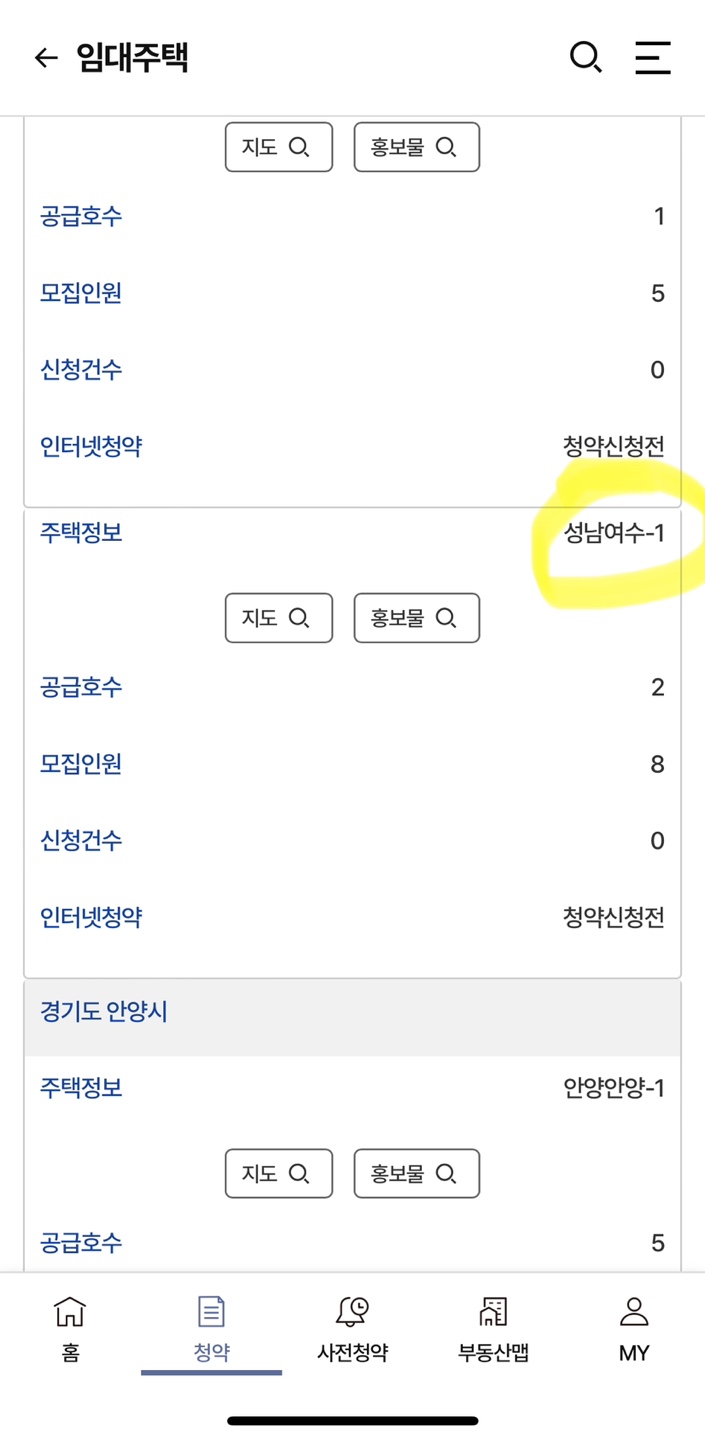 임대주택
지도 홍보물
공급호수 1
모집인원 5
신청건수 0
인터넷청약 청약신청전
주택정보 성남여수-1
지도 홍보물
공급호수 2
모집인원 8
신청건수 0
인터넷청약 청약신청전
경기도 안양시
주택정보 안양안양-1
지도 홍보물
공급호수 5
홈 청약 사전청약 부동산맵 MY